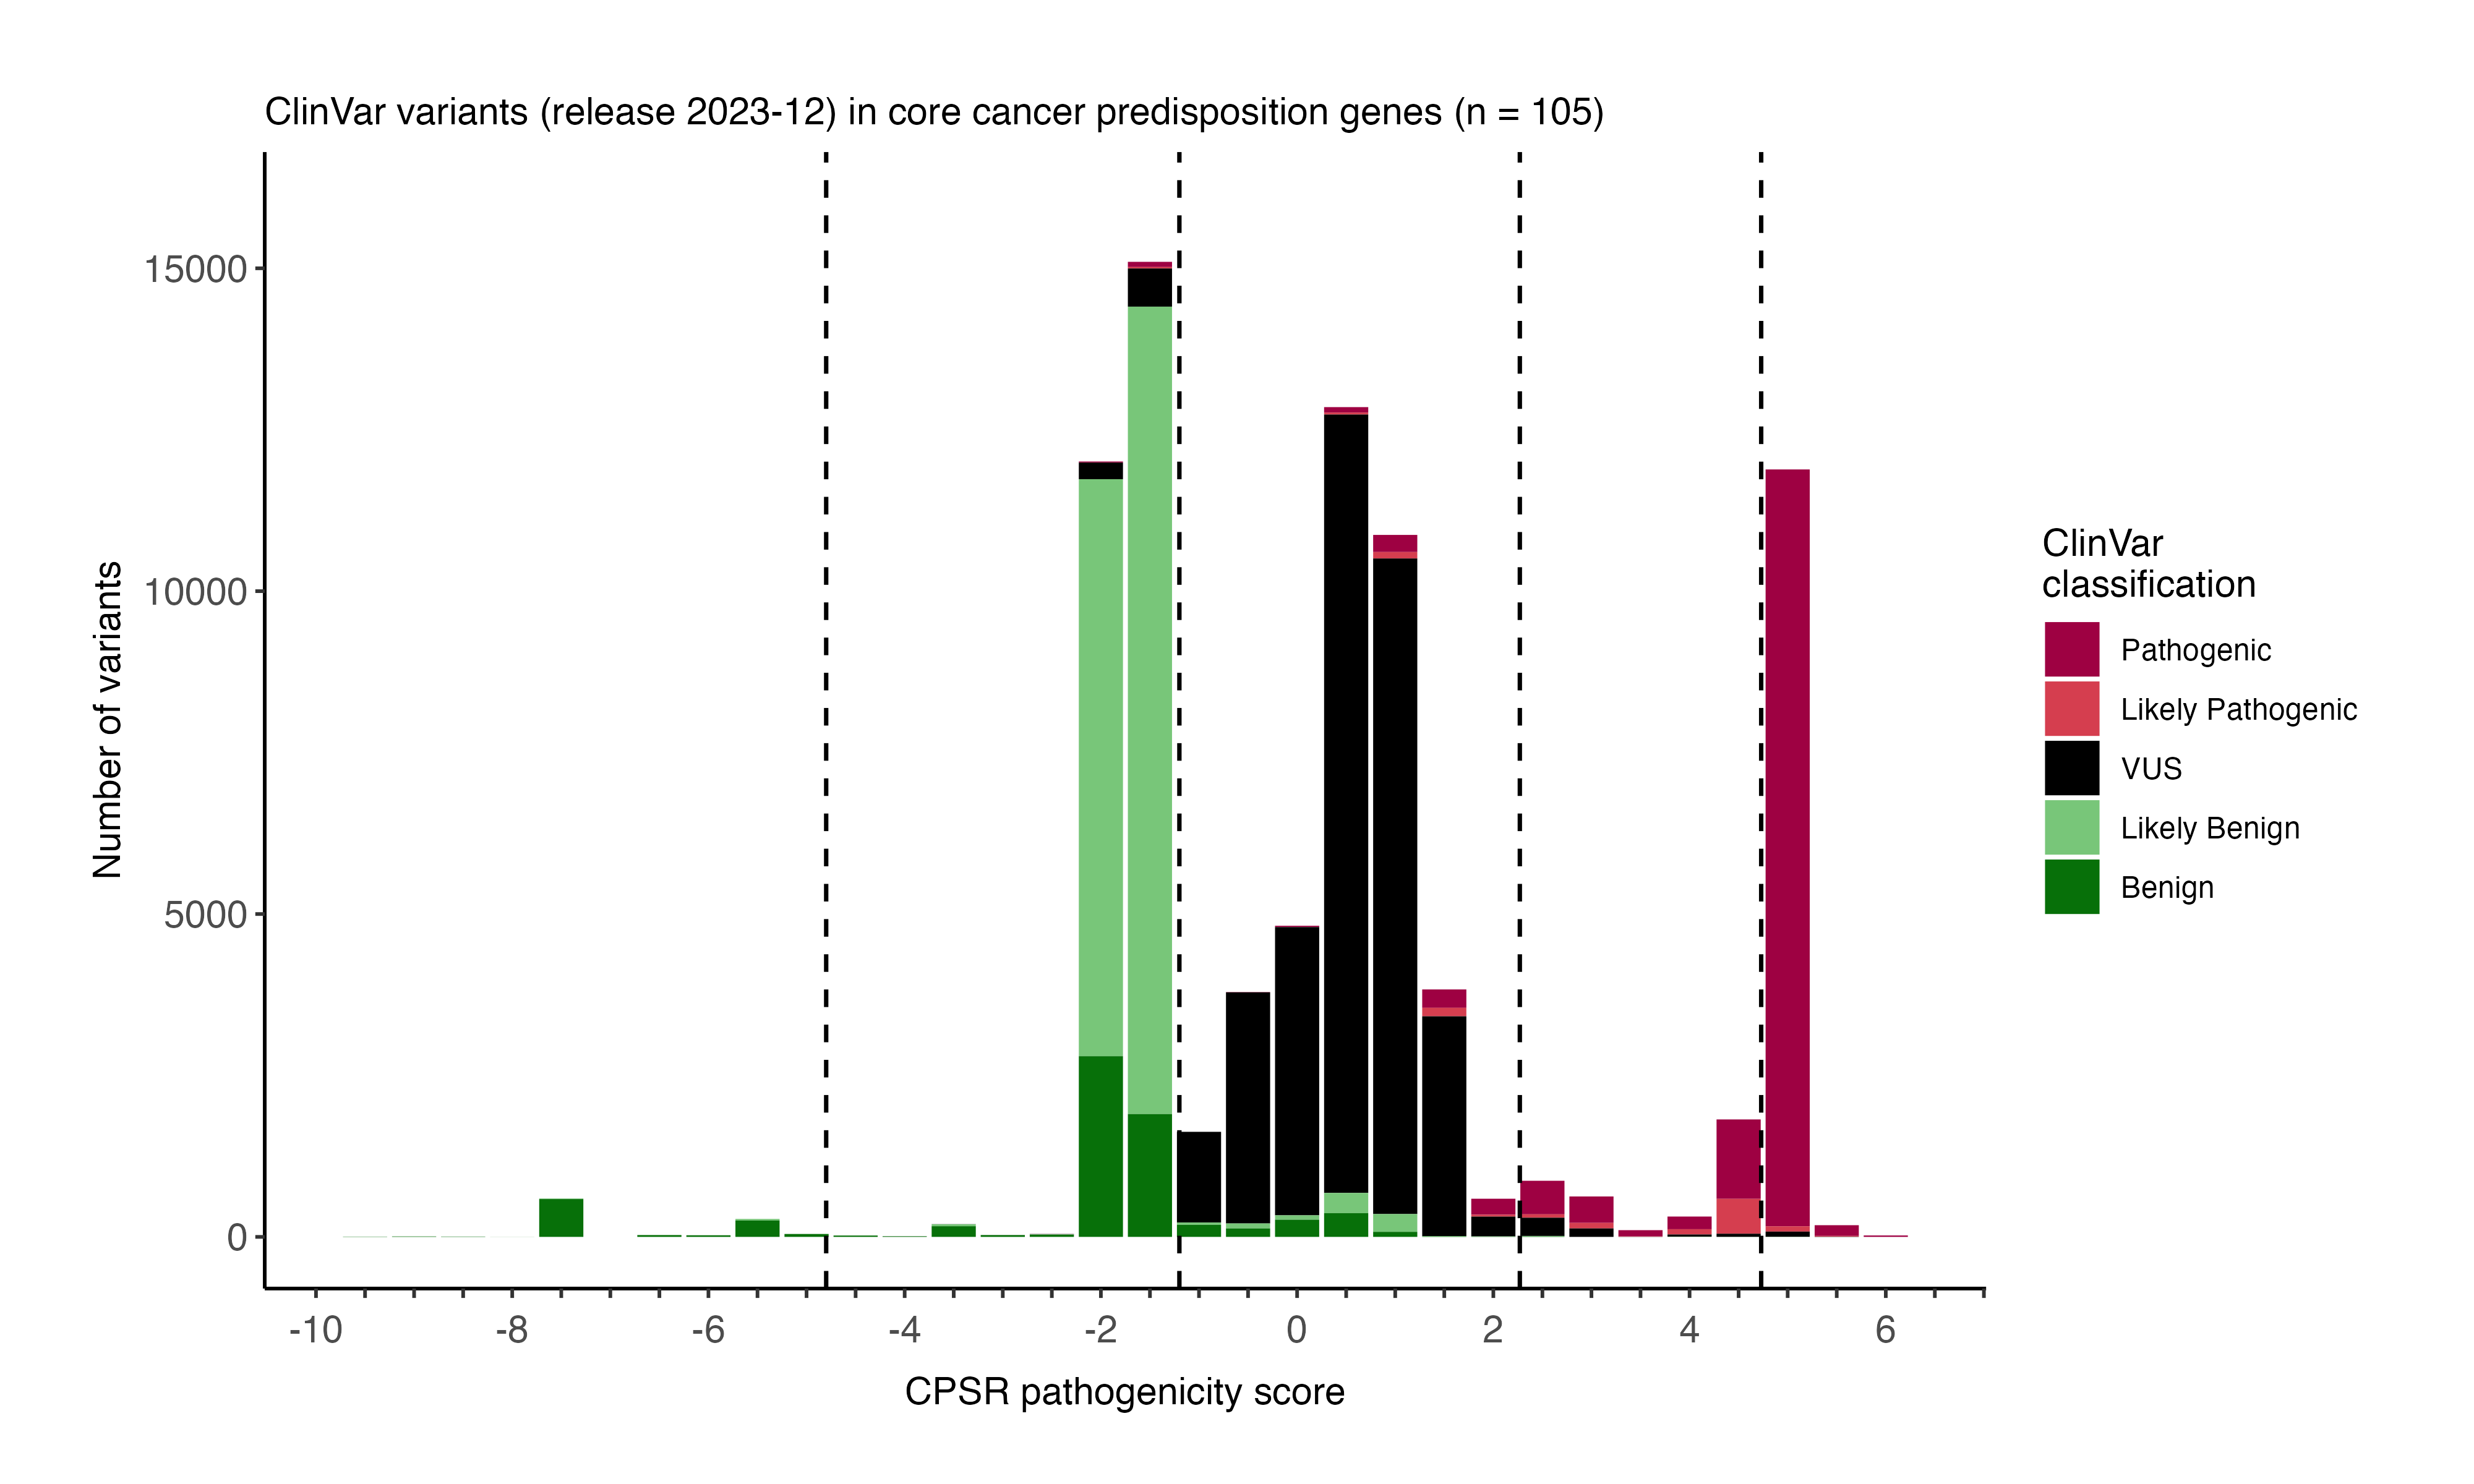 ClinVar variants (release 2023-12) in core cancer predisposition genes (n = 105)
Number of variants
15000
10000
5000
0
-10 -8 -6 -4 -2 0 2 4 6
CPSR pathogenicity score
ClinVar
classification
Pathogenic
Likely Pathogenic
VUS
Likely Benign
Benign